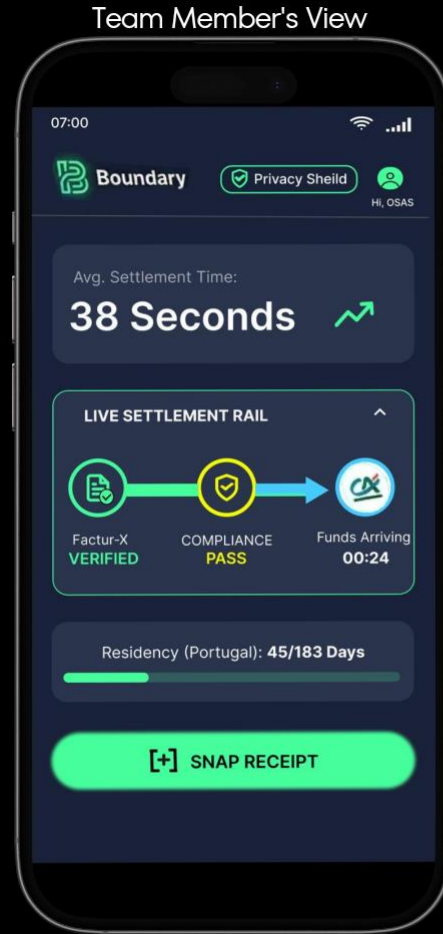 Team Member's View
07:00
Boundary
Privacy Sheild
Hi, OSAS
Avg. Settlement Time:
38 Seconds
LIVE SETTLEMENT RAIL
Factur-X
VERIFIED
COMPLIANCE
PASS
Funds Arriving
00:24
Residency (Portugal): 45/183 Days
[+] SNAP RECEIPT